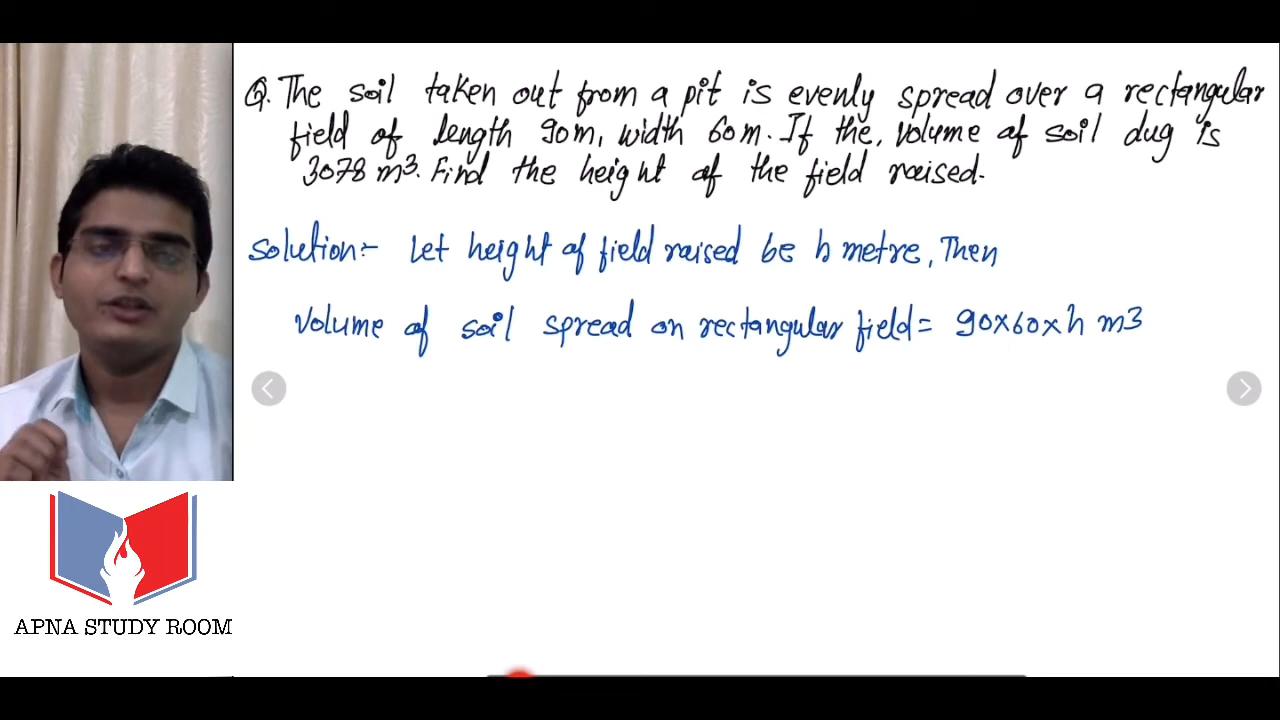 Q. The soil taken out from a pit is evenly spread over a rectangular
field of length 90m, width 60m. If the, volume of soil dug is
3078 m³. Find the height of the field raised.
Solution:- Let height of field raised be h metre, Then
Volume of soil spread on rectangular field = 90×60×h m3
APNA STUDY ROOM